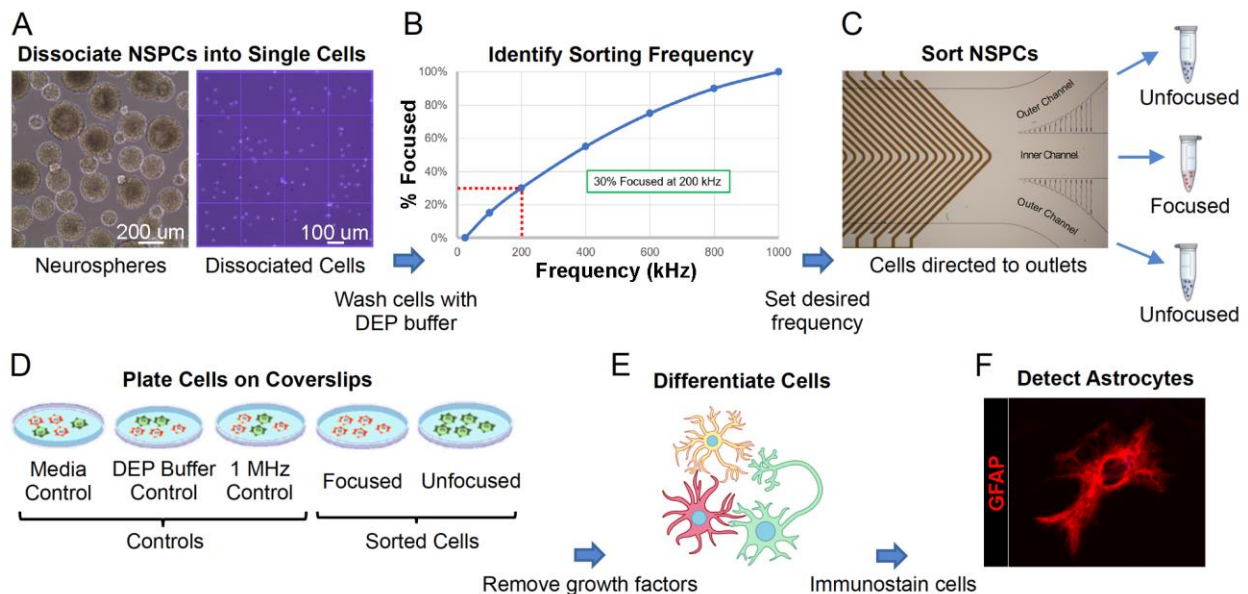 A
Dissociate NSPCs into Single Cells
200 um
100 um
Neurospheres
Dissociated Cells
Wash cells with
DEP buffer
B
Identify Sorting Frequency
100%
80%
60%
40%
20%
0%
% Focused
30% Focused at 200 kHz
0
200
400
600
800
1000
Frequency (kHz)
Set desired
frequency
C
Sort NSPCs
Outer Channel
Inner Channel
Outer Channel
Cells directed to outlets
Unfocused
Focused
Unfocused
D
Plate Cells on Coverslips
Media
Control
DEP Buffer
Control
1 MHz
Control
Focused
Unfocused
Controls
Sorted Cells
Remove growth factors
E
Differentiate Cells
Immunostain cells
F
Detect Astrocytes
GFAP